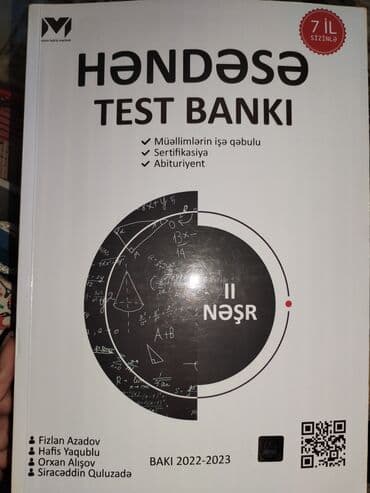 7 İL
SİZİNLƏ
HƏNDƏSƏ
TEST BANKI
Müəllimlərin işə qəbulu
Sertifikasiya
Abituriyent
II
NƏŞR
A+B
Fizlan Azadov
Hafis Yaqublu
Orxan Alışov
Siracəddin Quluzadə
BAKI 2022-2023